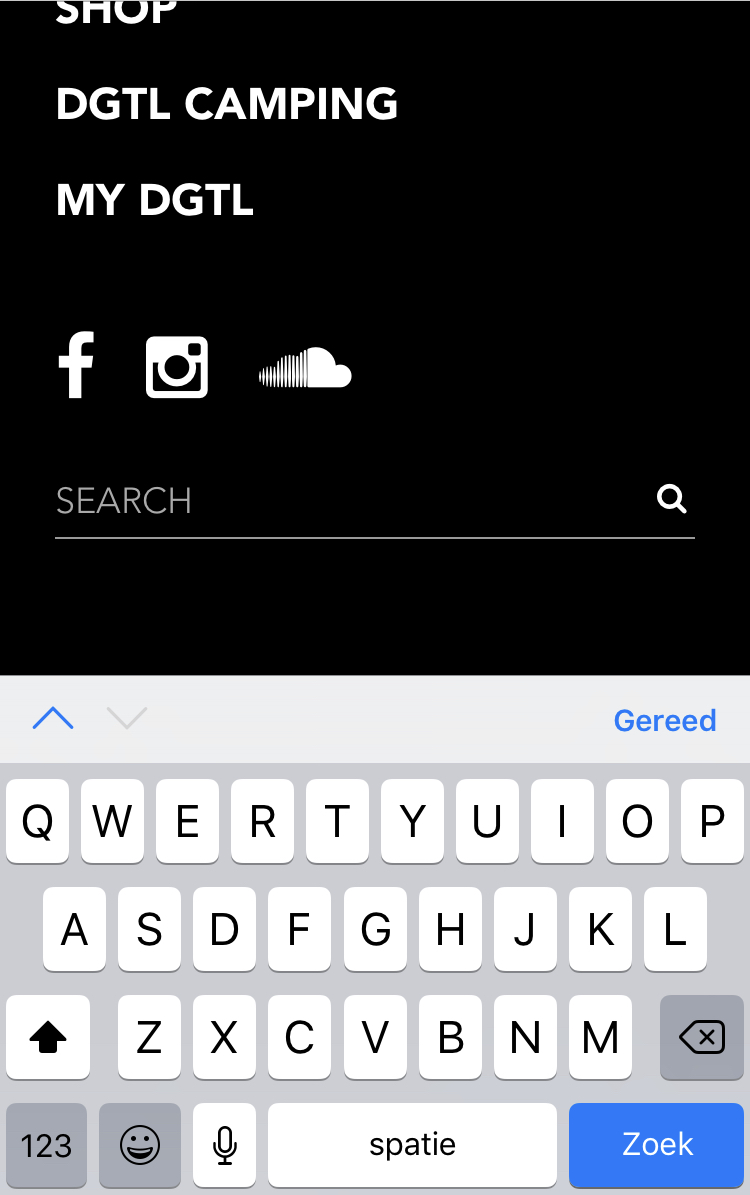 SHOP
DGTL CAMPING
MY DGTL
SEARCH
Gereed
Q W E R T Y U I O P
A S D F G H J K L
Z X C V B N M
123 spatie Zoek